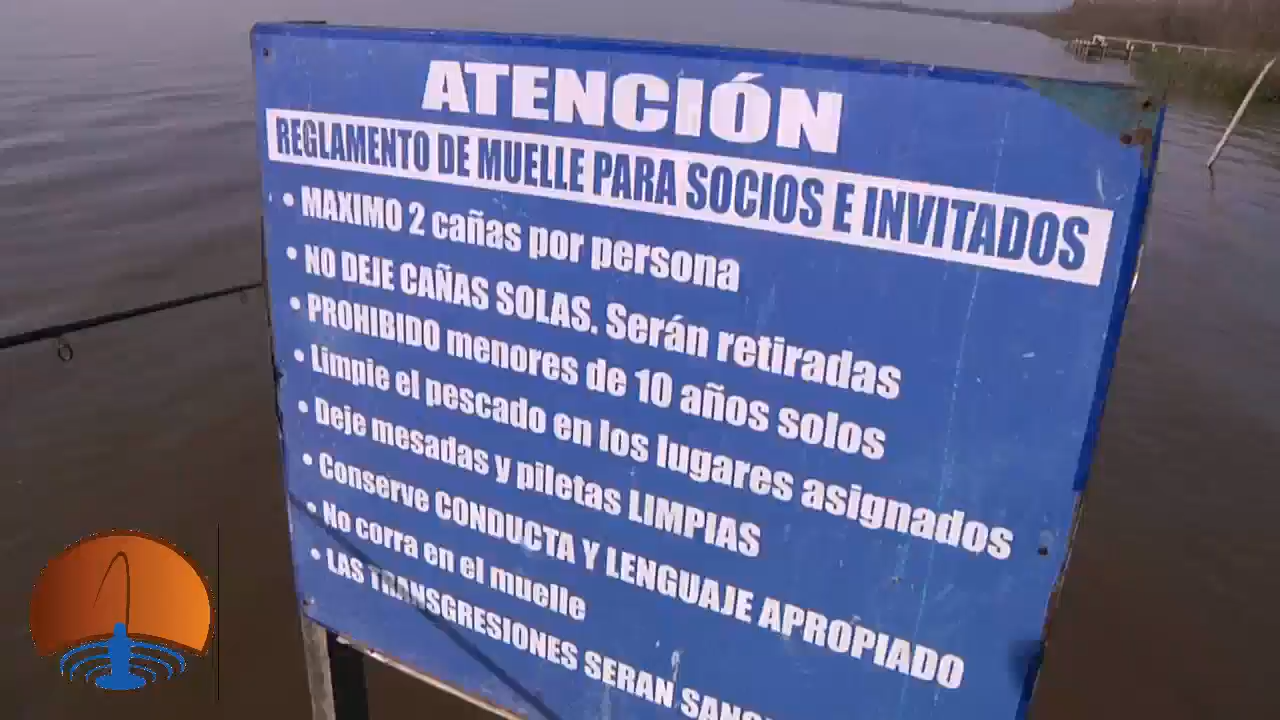 ATENCIÓN
REGLAMENTO DE MUELLE PARA SOCIOS E INVITADOS
• MAXIMO 2 cañas por persona
• NO DEJE CAÑAS SOLAS. Serán retiradas
• PROHIBIDO menores de 10 años solos
• Limpie el pescado en los lugares asignados
• Deje mesadas y piletas LIMPIAS
• Conserve CONDUCTA Y LENGUAJE APROPIADO
• No corra en el muelle
• LAS TRANSGRESIONES SERAN